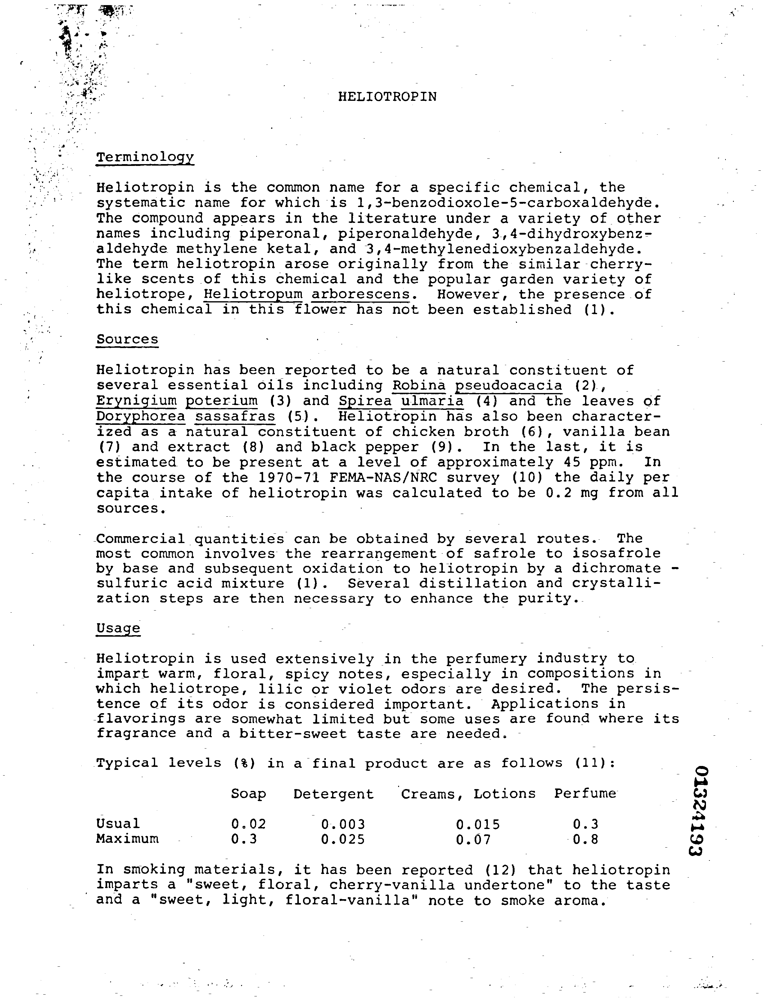 HELIOTROPIN
Terminology
Heliotropin is the common name for a specific chemical, the
systematic name for which is 1,3-benzodioxole-5-carboxaldehyde.
The compound appears in the literature under a variety of other
names including piperonal, piperonaldehyde, 3,4-dihydroxybenz-
aldehyde methylene ketal, and 3,4-methylenedioxybenzaldehyde.
The term heliotropin arose originally from the similar cherry-
like scents of this chemical and the popular garden variety of
heliotrope, Heliotropum arborescens. However, the presence of
this chemical in this flower has not been established (1).
Sources
Heliotropin has been reported to be a natural constituent of
several essential oils including Robina pseudoacacia (2),
Erynigium poterium (3) and Spirea ulmaria (4) and the leaves of
Doryphorea sassafras (5). Heliotropin has also been character-
ized as a natural constituent of chicken broth (6), vanilla bean
(7) and extract (8) and black pepper (9). In the last, it is
estimated to be present at a level of approximately 45 ppm. In
the course of the 1970-71 FEMA-NAS/NRC survey (10) the daily per
capita intake of heliotropin was calculated to be 0.2 mg from all
sources.
Commercial quantities can be obtained by several routes. The
most common involves the rearrangement of safrole to isosafrole
by base and subsequent oxidation to heliotropin by a dichromate -
sulfuric acid mixture (1). Several distillation and crystalli-
zation steps are then necessary to enhance the purity.
Usage
Heliotropin is used extensively in the perfumery industry to
impart warm, floral, spicy notes, especially in compositions in
which heliotrope, lilic or violet odors are desired. The persis-
tence of its odor is considered important. Applications in
flavorings are somewhat limited but some uses are found where its
fragrance and a bitter-sweet taste are needed.
Typical levels (%) in a final product are as follows (11):
Soap Detergent Creams, Lotions Perfume
Usual 0.02 0.003 0.015 0.3
Maximum 0.3 0.025 0.07 0.8
In smoking materials, it has been reported (12) that heliotropin
imparts a "sweet, floral, cherry-vanilla undertone" to the taste
and a "sweet, light, floral-vanilla" note to smoke aroma.
01324193